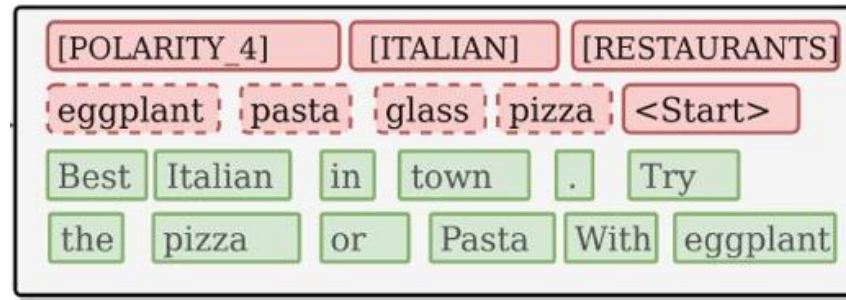 [POLARITY_4] [ITALIAN] [RESTAURANTS]
eggplant pasta glass pizza <Start>
Best Italian in town . Try
the pizza or Pasta With eggplant